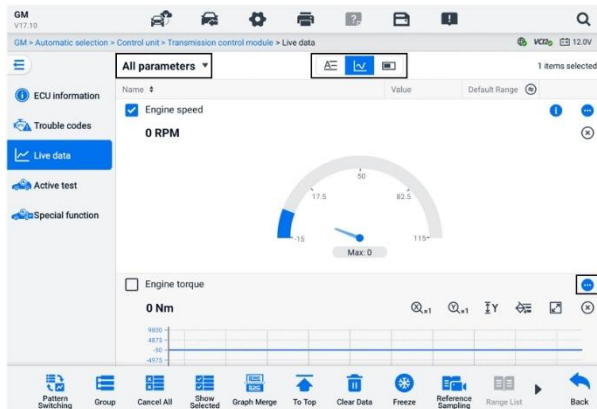 GM
V17.10
GM > Automatic selection > Control unit > Transmission control module > Live data
VCI 12.0V
All parameters
A
1 items selected
Name Value Default Range
ECU information
Trouble codes
Live data
Active test
Special function
Engine speed
0 RPM
50
17.5 82.5
-15 115
Max: 0
Engine torque
0 Nm
X x1 Y x1 Y
9800
4875
-50
-4975
Pattern Switching
Group
Cancel All
Show Selected
Graph Merge
To Top
Clear Data
Freeze
Reference Sampling
Range List
Back